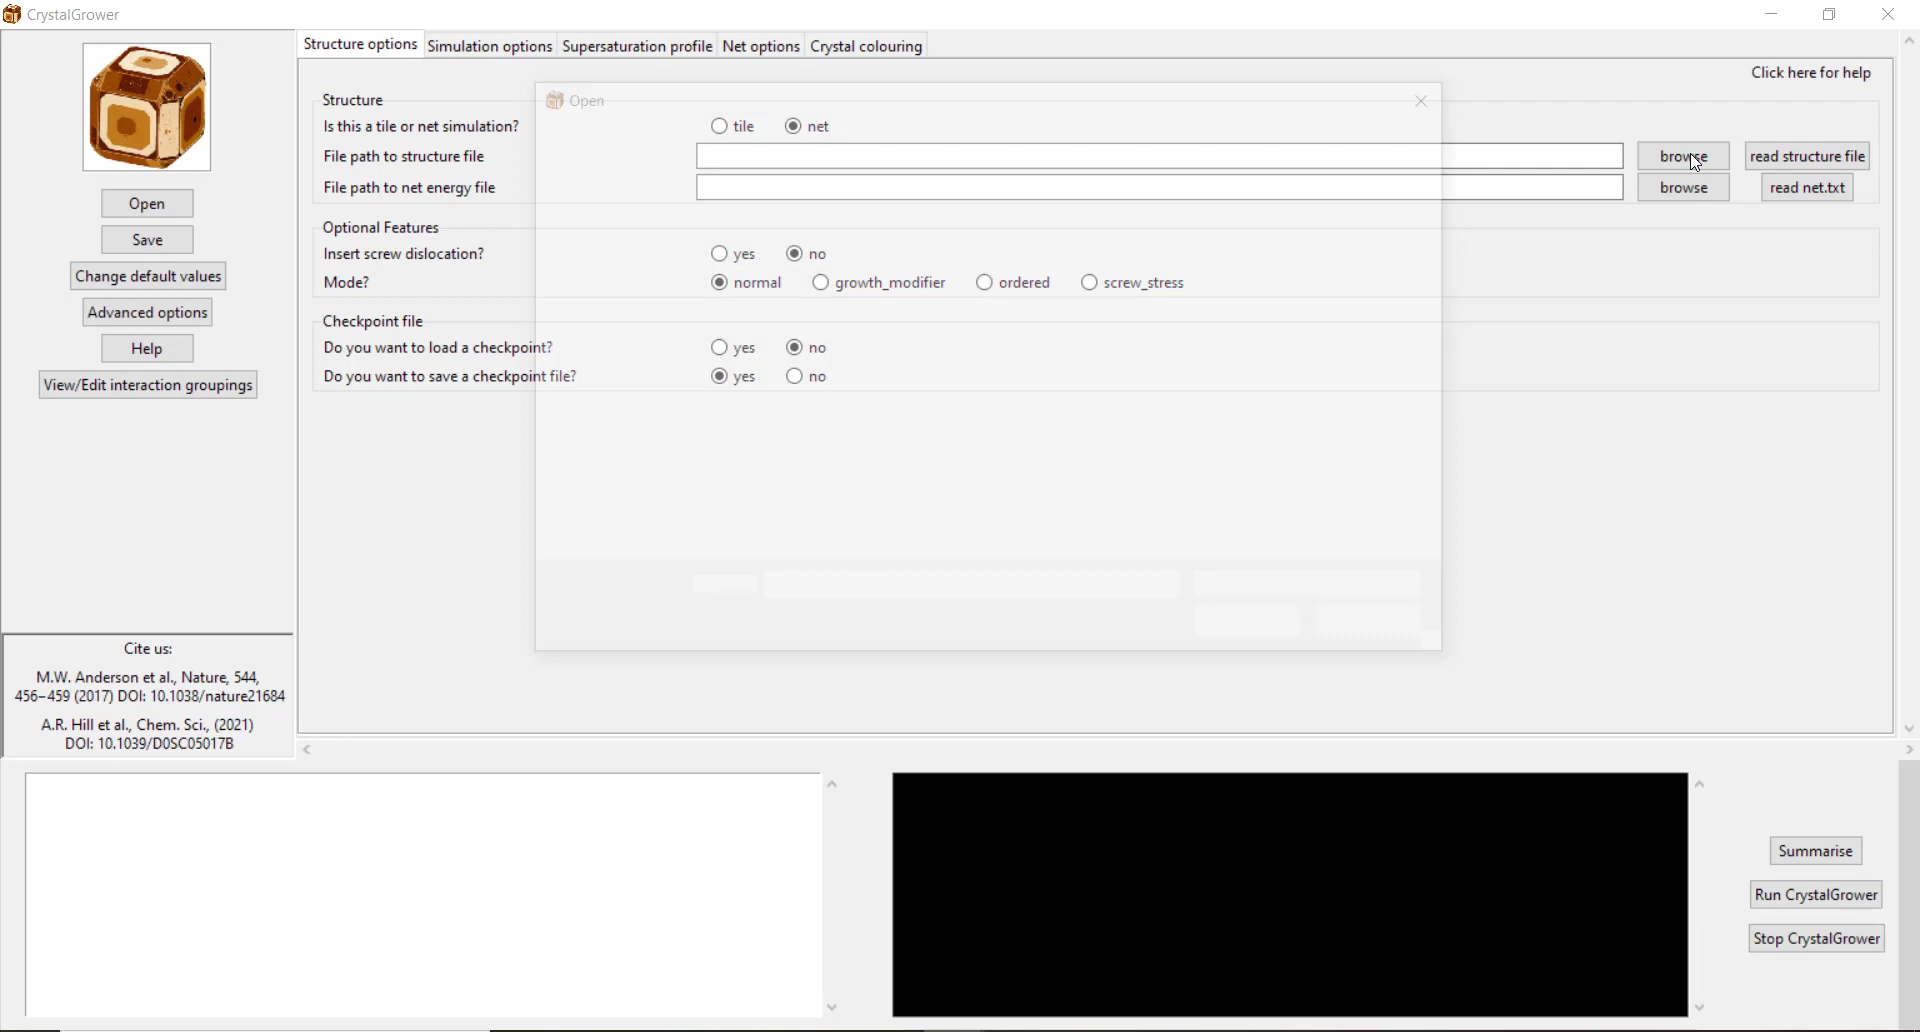 CrystalGrower
Structure options
Simulation options
Supersaturation profile
Net options
Crystal colouring
Click here for help
Open
Structure
Is this a tile or net simulation?
tile
net
File path to structure file
browse
read structure file
File path to net energy file
browse
read net.txt
Optional Features
Insert screw dislocation?
yes
no
Mode?
normal
growth_modifier
ordered
screw_stress
Checkpoint file
Do you want to load a checkpoint?
yes
no
Do you want to save a checkpoint file?
yes
no
Open
Save
Change default values
Advanced options
Help
View/Edit interaction groupings
Cite us:
M.W. Anderson et al., Nature, 544,
456–459 (2017) DOI: 10.1038/nature21684
A.R. Hill et al., Chem. Sci., (2021)
DOI: 10.1039/D0SC05017B
Summarise
Run CrystalGrower
Stop CrystalGrower